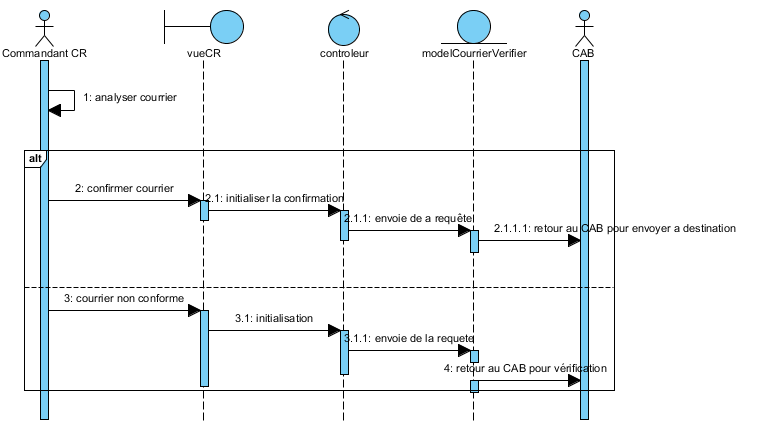 Commandant CR
vueCR
controleur
modelCourrierVerifier
CAB
1: analyser courrier
alt
2: confirmer courrier
2.1: initialiser la confirmation
2.1.1: envoie de a requête
2.1.1.1: retour au CAB pour envoyer a destination
3: courrier non conforme
3.1: initialisation
3.1.1: envoie de la requete
4: retour au CAB pour vérification